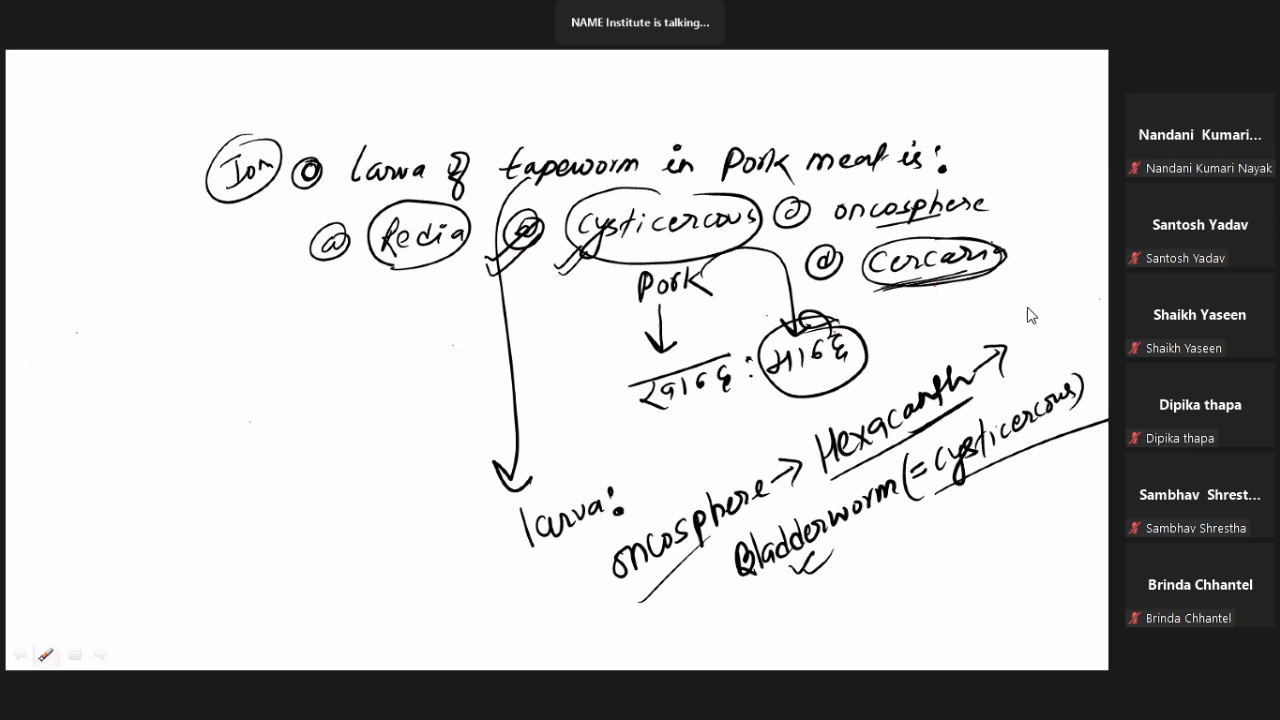 NAME Institute is talking...
Iom larva of tapeworm in Pork meat is:
(a) Redia (b) Cysticercous (c) oncosphere
(d) Cercaria
Pork
larva:
oncosphere → Hexacanth →
Bladderworm (= cysticercous)
Nandani Kumari...
Nandani Kumari Nayak
Santosh Yadav
Santosh Yadav
Shaikh Yaseen
Shaikh Yaseen
Dipika thapa
Dipika thapa
Sambhav Shrest...
Sambhav Shrestha
Brinda Chhantel
Brinda Chhantel